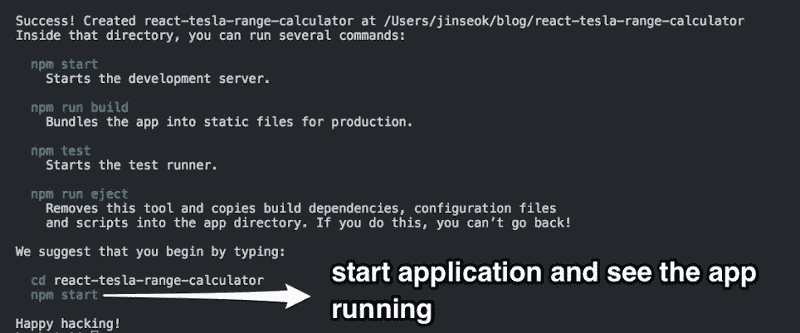 Success! Created react-tesla-range-calculator at /Users/jinseok/blog/react-tesla-range-calculator
Inside that directory, you can run several commands:
npm start
Starts the development server.
npm run build
Bundles the app into static files for production.
npm test
Starts the test runner.
npm run eject
Removes this tool and copies build dependencies, configuration files
and scripts into the app directory. If you do this, you can’t go back!
We suggest that you begin by typing:
cd react-tesla-range-calculator
npm start
start application and see the app
running
Happy hacking!